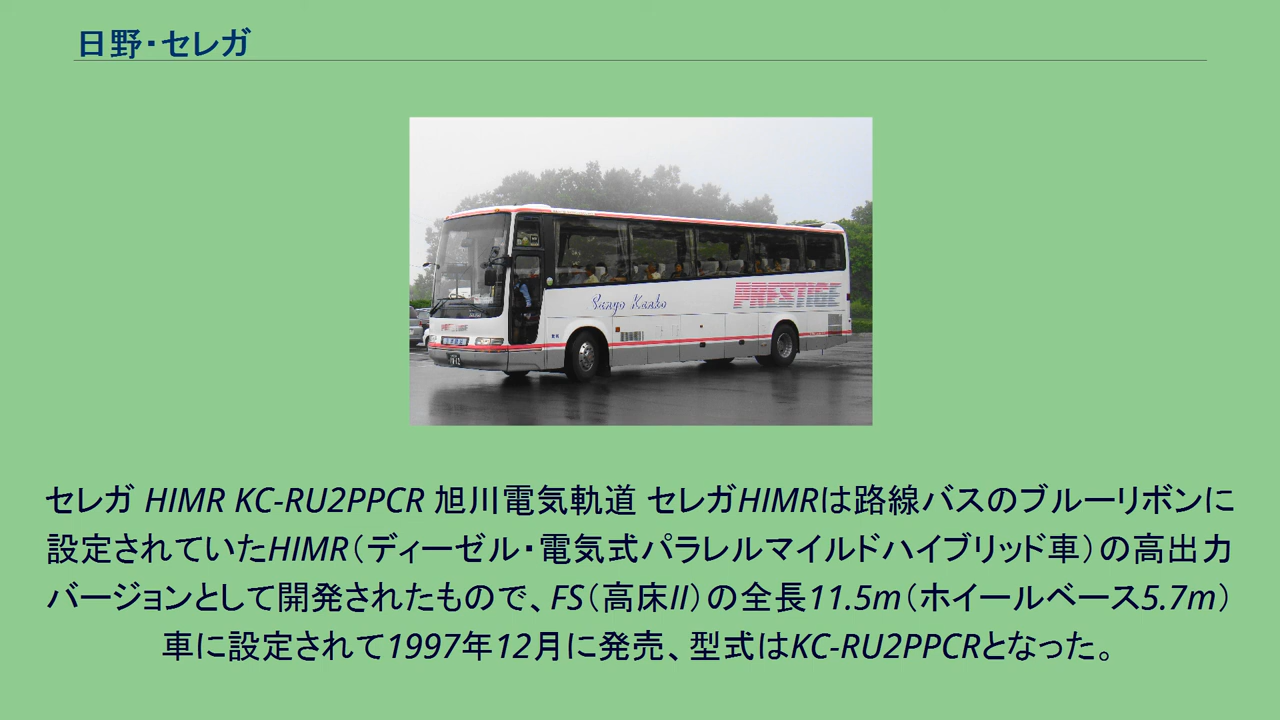 日野・セレガ
Sanyo Kanko
PRESTIGE
セレガ HIMR KC-RU2PPCR 旭川電気軌道 セレガHIMRは路線バスのブルーリボンに
設定されていたHIMR（ディーゼル・電気式パラレルマイルドハイブリッド車）の高出力
バージョンとして開発されたもので、FS（高床II）の全長11.5m（ホイールベース5.7m）
車に設定されて1997年12月に発売、型式はKC-RU2PPCRとなった。